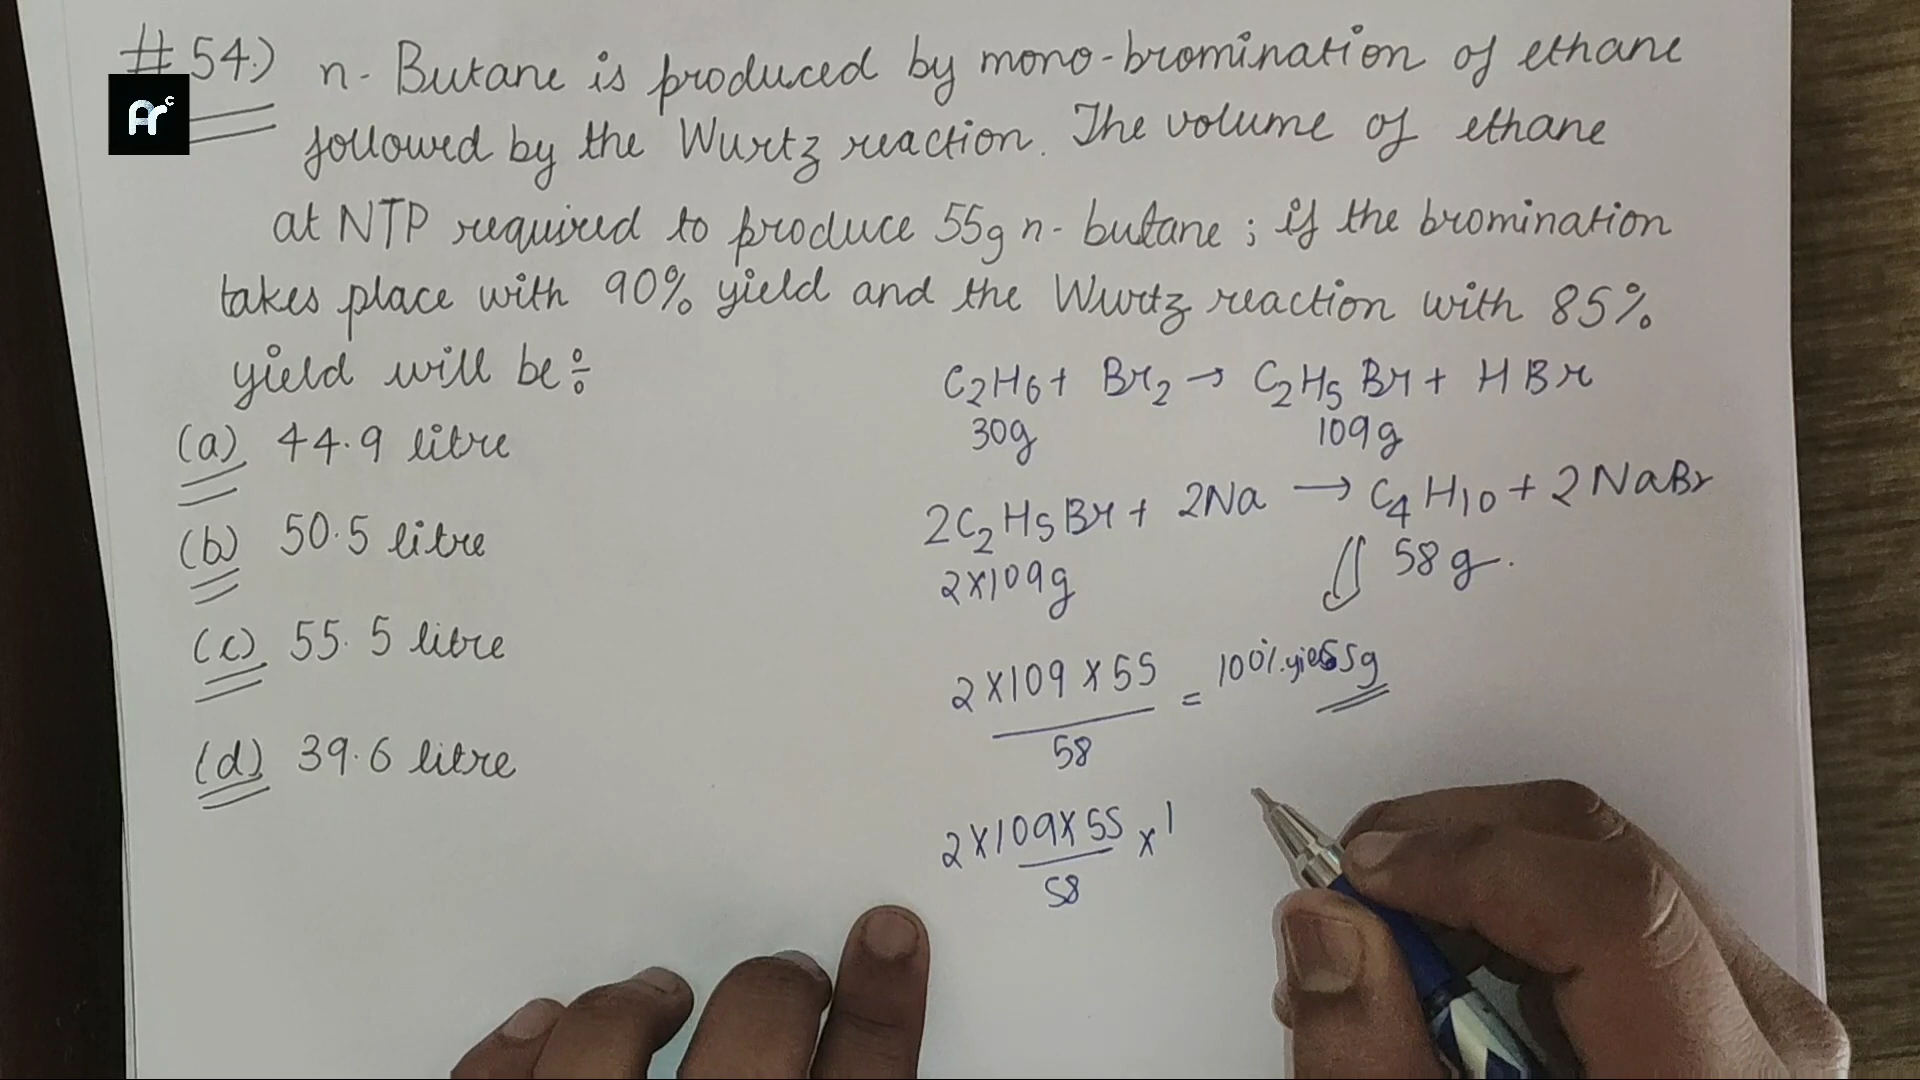 #54.) n-Butane is produced by mono-bromination of ethane
Arc
followed by the Wurtz reaction. The volume of ethane
at NTP required to produce 55g n-butane ; if the bromination
takes place with 90% yield and the Wurtz reaction with 85%
yield will be÷
(a) 44.9 litre
(b) 50.5 litre
(c) 55.5 litre
(d) 39.6 litre
C2H6 + Br2 → C2H5Br + HBr
30g 109g
2C2H5Br + 2Na → C4H10 + 2NaBr
2×109g 58g.
2×109×55 = 100%.yie 55g
58
2×109×55 × 1
58